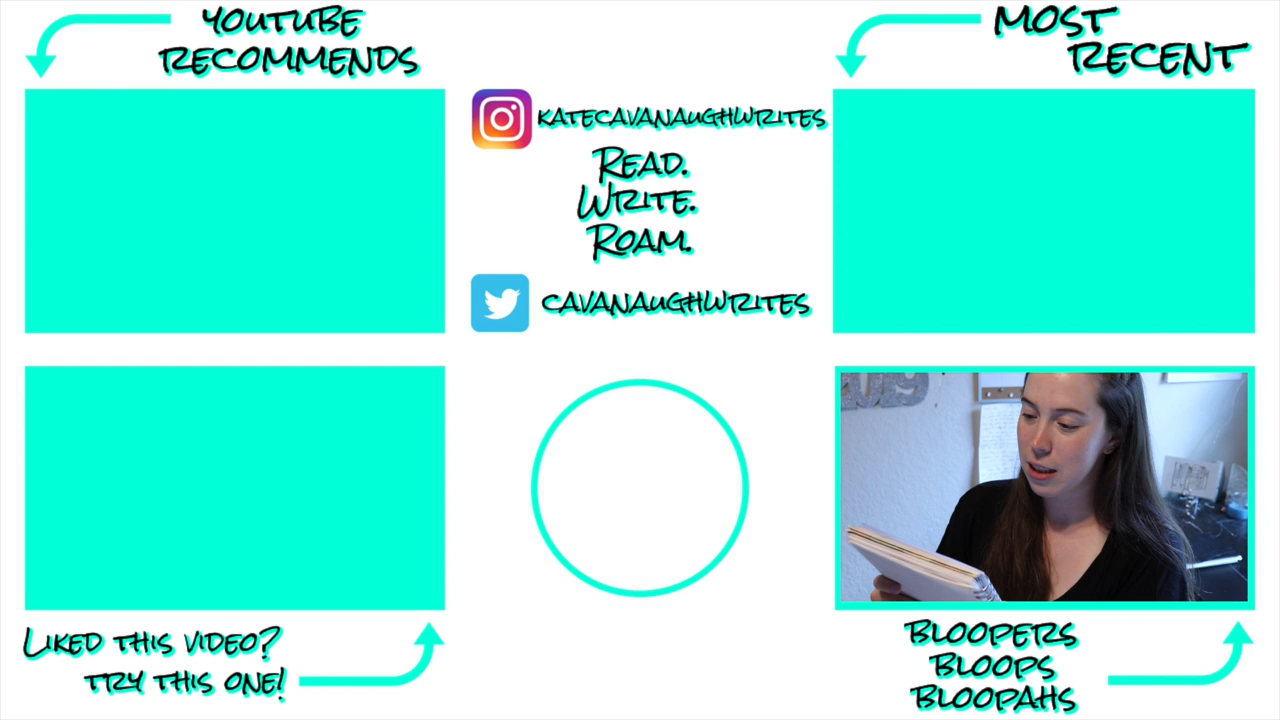 YOUTUBE
RECOMMENDS
MOST
RECENT
KATECAVANAUGHWRITES
READ.
WRITE.
ROAM.
CAVANAUGHWRITES
LIKED THIS VIDEO?
TRY THIS ONE!
BLOOPERS
BLOOPS
BLOOPAHS